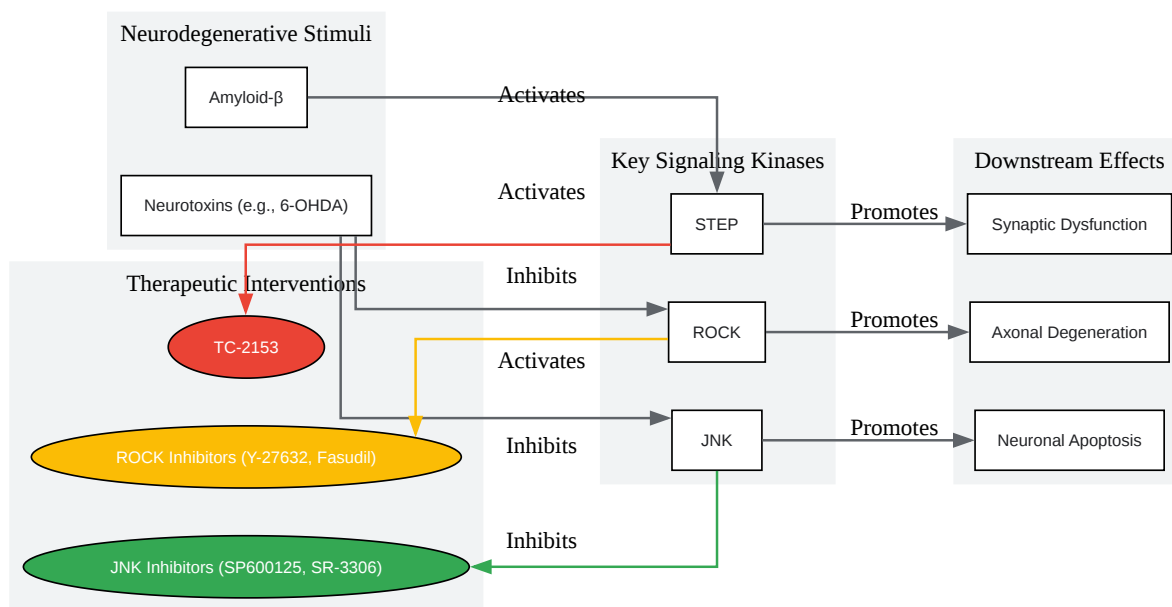 Neurodegenerative Stimuli
Amyloid-β
Activates
Key Signaling Kinases
Downstream Effects
Neurotoxins (e.g., 6-OHDA)
Activates
STEP
Promotes
Synaptic Dysfunction
Therapeutic Interventions
Inhibits
TC-2153
ROCK
Promotes
Axonal Degeneration
Activates
ROCK Inhibitors (Y-27632, Fasudil)
Inhibits
JNK
Promotes
Neuronal Apoptosis
JNK Inhibitors (SP600125, SR-3306)
Inhibits